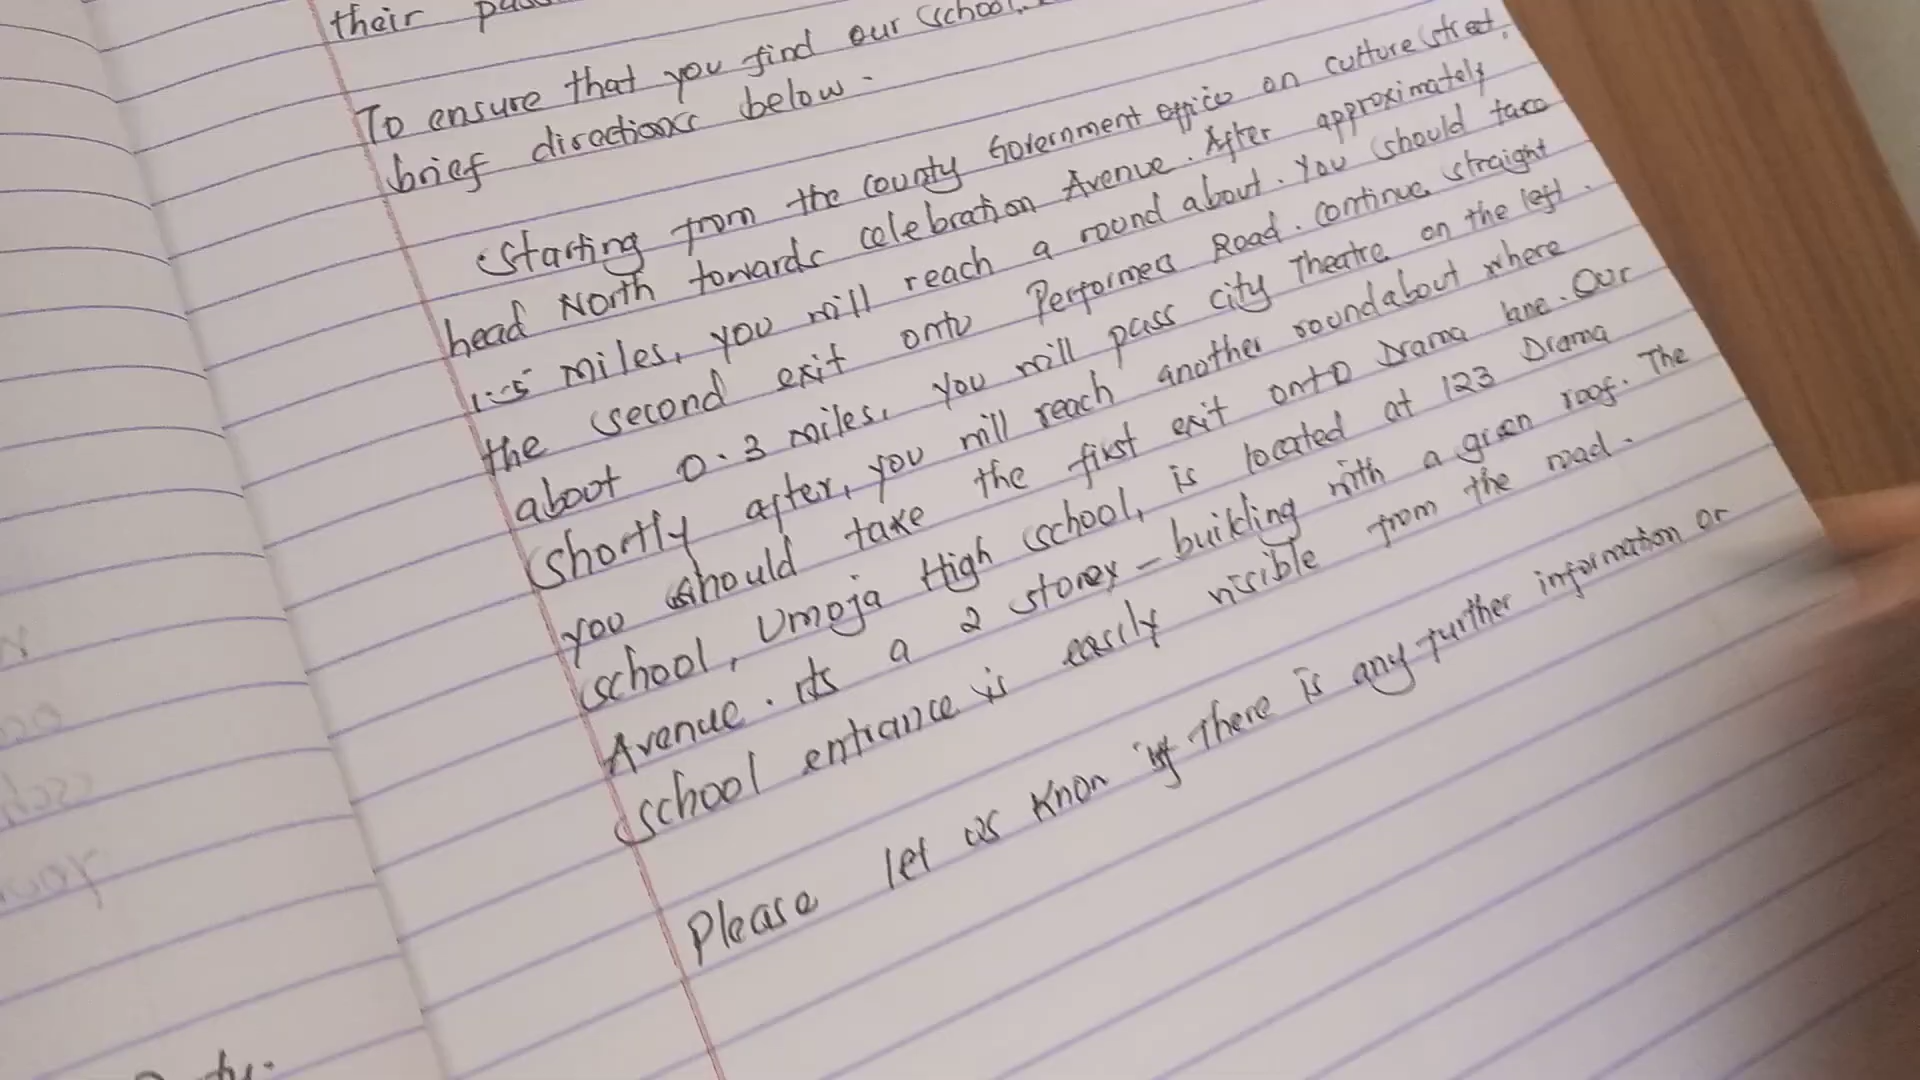 their
To ensure that you find our school,
brief directions below.
Starting from the county Government office on culture street,
head North towards celebration Avenue. After approximately
1.5 miles, you will reach a round about. You should take
the second exit onto Performers Road. continue straight
about 0.3 miles, you will pass city Theatre on the left.
Shortly after, you will reach another roundabout where
you should take the first exit onto Drama lane. Our
school, Umoja High school, is located at 123 Drama
Avenue. its a 2 storey-building with a green roof. The
school entrance is easily visible from the road.
Please let us know if there is any further information or